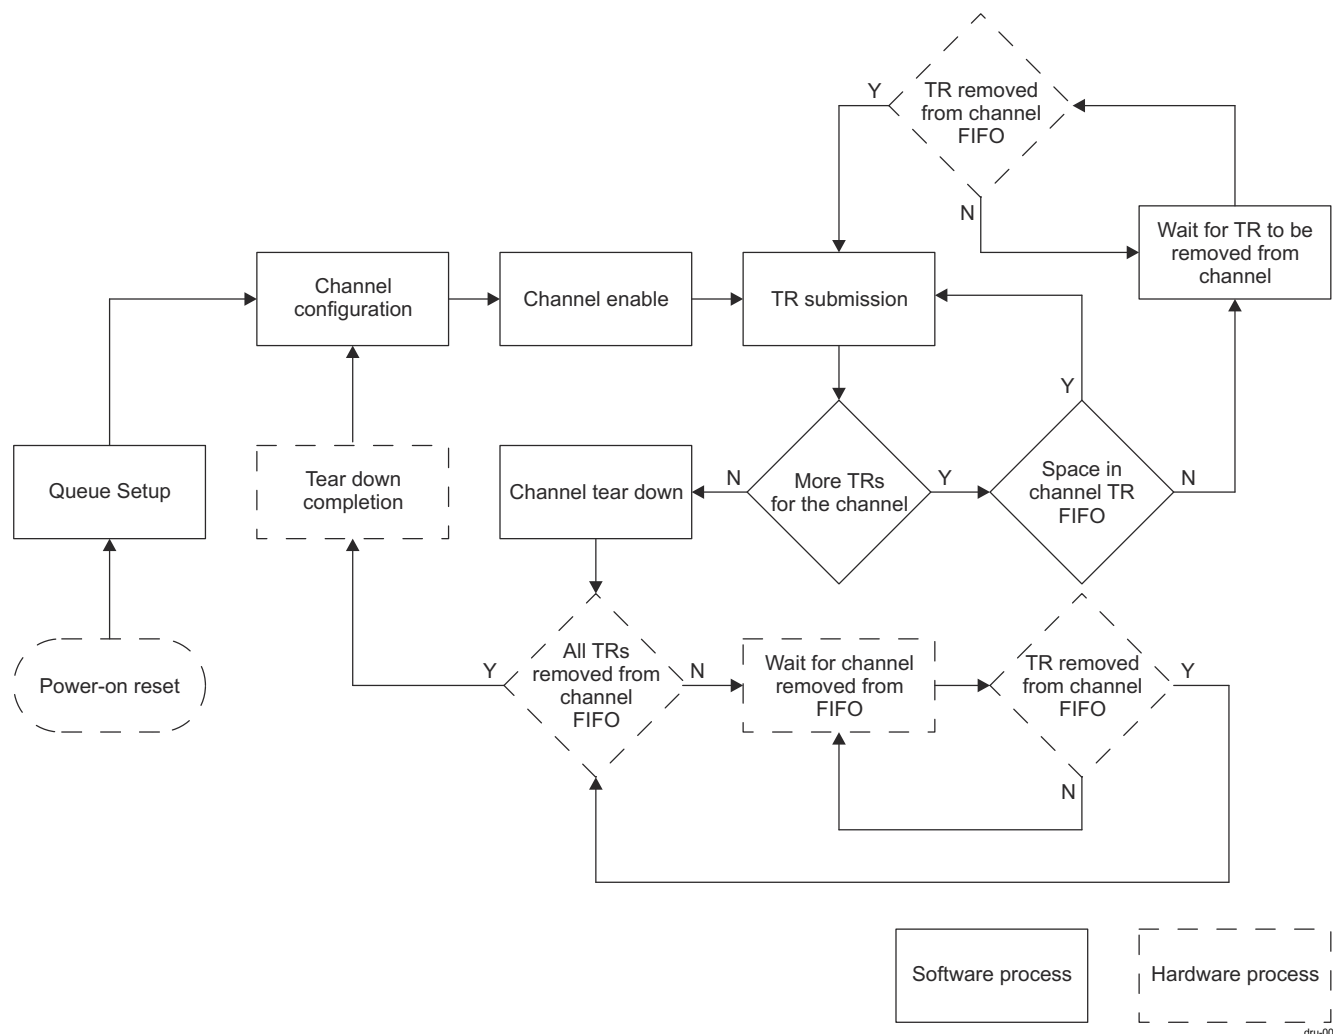 TR removed
from channel
FIFO
Y
N
Wait for TR to be
removed from
channel
Channel
configuration
Channel enable
TR submission
Y
Queue Setup
Tear down
completion
Channel tear down
N
More TRs
for the channel
Y
Space in
channel TR
FIFO
N
Power-on reset
Y
All TRs
removed from
channel
FIFO
N
Wait for channel
removed from
FIFO
TR removed
from channel
FIFO
Y
N
Software process
Hardware process